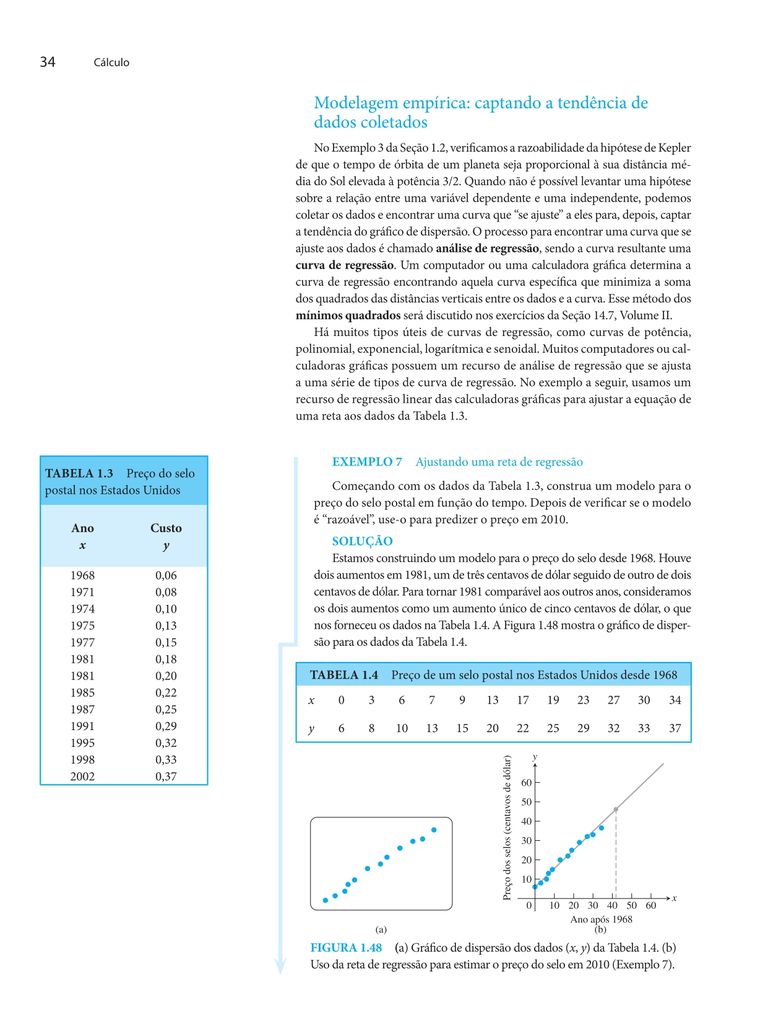 34 Cálculo
Modelagem empírica: captando a tendência de
dados coletados
No Exemplo 3 da Seção 1.2, verificamos a razoabilidade da hipótese de Kepler
de que o tempo de órbita de um planeta seja proporcional à sua distância mé-
dia do Sol elevada à potência 3/2. Quando não é possível levantar uma hipótese
sobre a relação entre uma variável dependente e uma independente, podemos
coletar os dados e encontrar uma curva que “se ajuste” a eles para, depois, captar
a tendência do gráfico de dispersão. O processo para encontrar uma curva que se
ajuste aos dados é chamado análise de regressão, sendo a curva resultante uma
curva de regressão. Um computador ou uma calculadora gráfica determina a
curva de regressão encontrando aquela curva específica que minimiza a soma
dos quadrados das distâncias verticais entre os dados e a curva. Esse método dos
mínimos quadrados será discutido nos exercícios da Seção 14.7, Volume II.
Há muitos tipos úteis de curvas de regressão, como curvas de potência,
polinomial, exponencial, logarítmica e senoidal. Muitos computadores ou cal-
culadoras gráficas possuem um recurso de análise de regressão que se ajusta
a uma série de tipos de curva de regressão. No exemplo a seguir, usamos um
recurso de regressão linear das calculadoras gráficas para ajustar a equação de
uma reta aos dados da Tabela 1.3.
TABELA 1.3 Preço do selo
postal nos Estados Unidos
Ano Custo
x y
1968 0,06
1971 0,08
1974 0,10
1975 0,13
1977 0,15
1981 0,18
1981 0,20
1985 0,22
1987 0,25
1991 0,29
1995 0,32
1998 0,33
2002 0,37
EXEMPLO 7 Ajustando uma reta de regressão
Começando com os dados da Tabela 1.3, construa um modelo para o
preço do selo postal em função do tempo. Depois de verificar se o modelo
é “razoável”, use-o para predizer o preço em 2010.
SOLUÇÃO
Estamos construindo um modelo para o preço do selo desde 1968. Houve
dois aumentos em 1981, um de três centavos de dólar seguido de outro de dois
centavos de dólar. Para tornar 1981 comparável aos outros anos, consideramos
os dois aumentos como um aumento único de cinco centavos de dólar, o que
nos forneceu os dados na Tabela 1.4. A Figura 1.48 mostra o gráfico de disper-
são para os dados da Tabela 1.4.
TABELA 1.4 Preço de um selo postal nos Estados Unidos desde 1968
x 0 3 6 7 9 13 17 19 23 27 30 34
y 6 8 10 13 15 20 22 25 29 32 33 37
(a)
Preço dos selos (centavos de dólar)
y
60
50
40
30
20
10
0 10 20 30 40 50 60 x
Ano após 1968
(b)
FIGURA 1.48 (a) Gráfico de dispersão dos dados (x, y) da Tabela 1.4. (b)
Uso da reta de regressão para estimar o preço do selo em 2010 (Exemplo 7).